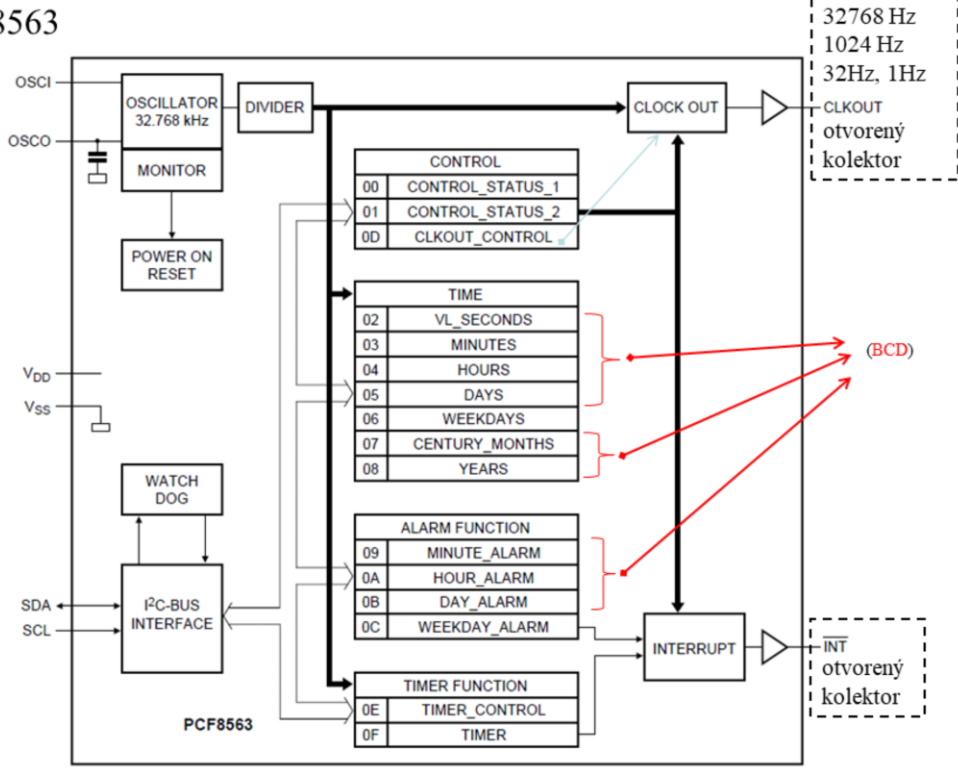 8563
32768 Hz
1024 Hz
32Hz, 1Hz
CLKOUT
otvorený
kolektor
OSCI
OSCO
OSCILLATOR
32.768 kHz
MONITOR
DIVIDER
CLOCK OUT
POWER ON
RESET
CONTROL
00 CONTROL_STATUS_1
01 CONTROL_STATUS_2
0D CLKOUT_CONTROL
TIME
02 VL_SECONDS
03 MINUTES
04 HOURS
05 DAYS
06 WEEKDAYS
07 CENTURY_MONTHS
08 YEARS
(BCD)
VDD
VSS
WATCH
DOG
ALARM FUNCTION
09 MINUTE_ALARM
0A HOUR_ALARM
0B DAY_ALARM
0C WEEKDAY_ALARM
SDA
SCL
I²C-BUS
INTERFACE
INTERRUPT
INT
otvorený
kolektor
TIMER FUNCTION
0E TIMER_CONTROL
0F TIMER
PCF8563